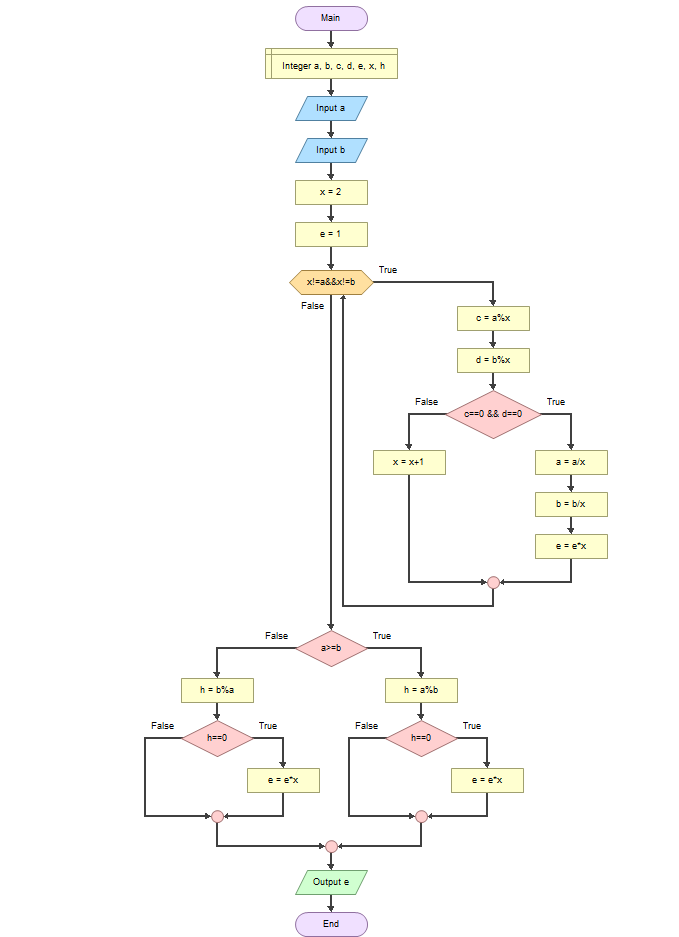 Main
Integer a, b, c, d, e, x, h
Input a
Input b
x = 2
e = 1
x!=a&&x!=b
True
False
c = a%x
d = b%x
False
True
c==0 && d==0
x = x+1
a = a/x
b = b/x
e = e*x
False
True
a>=b
h = b%a
h = a%b
False
True
False
True
h==0
h==0
e = e*x
e = e*x
Output e
End